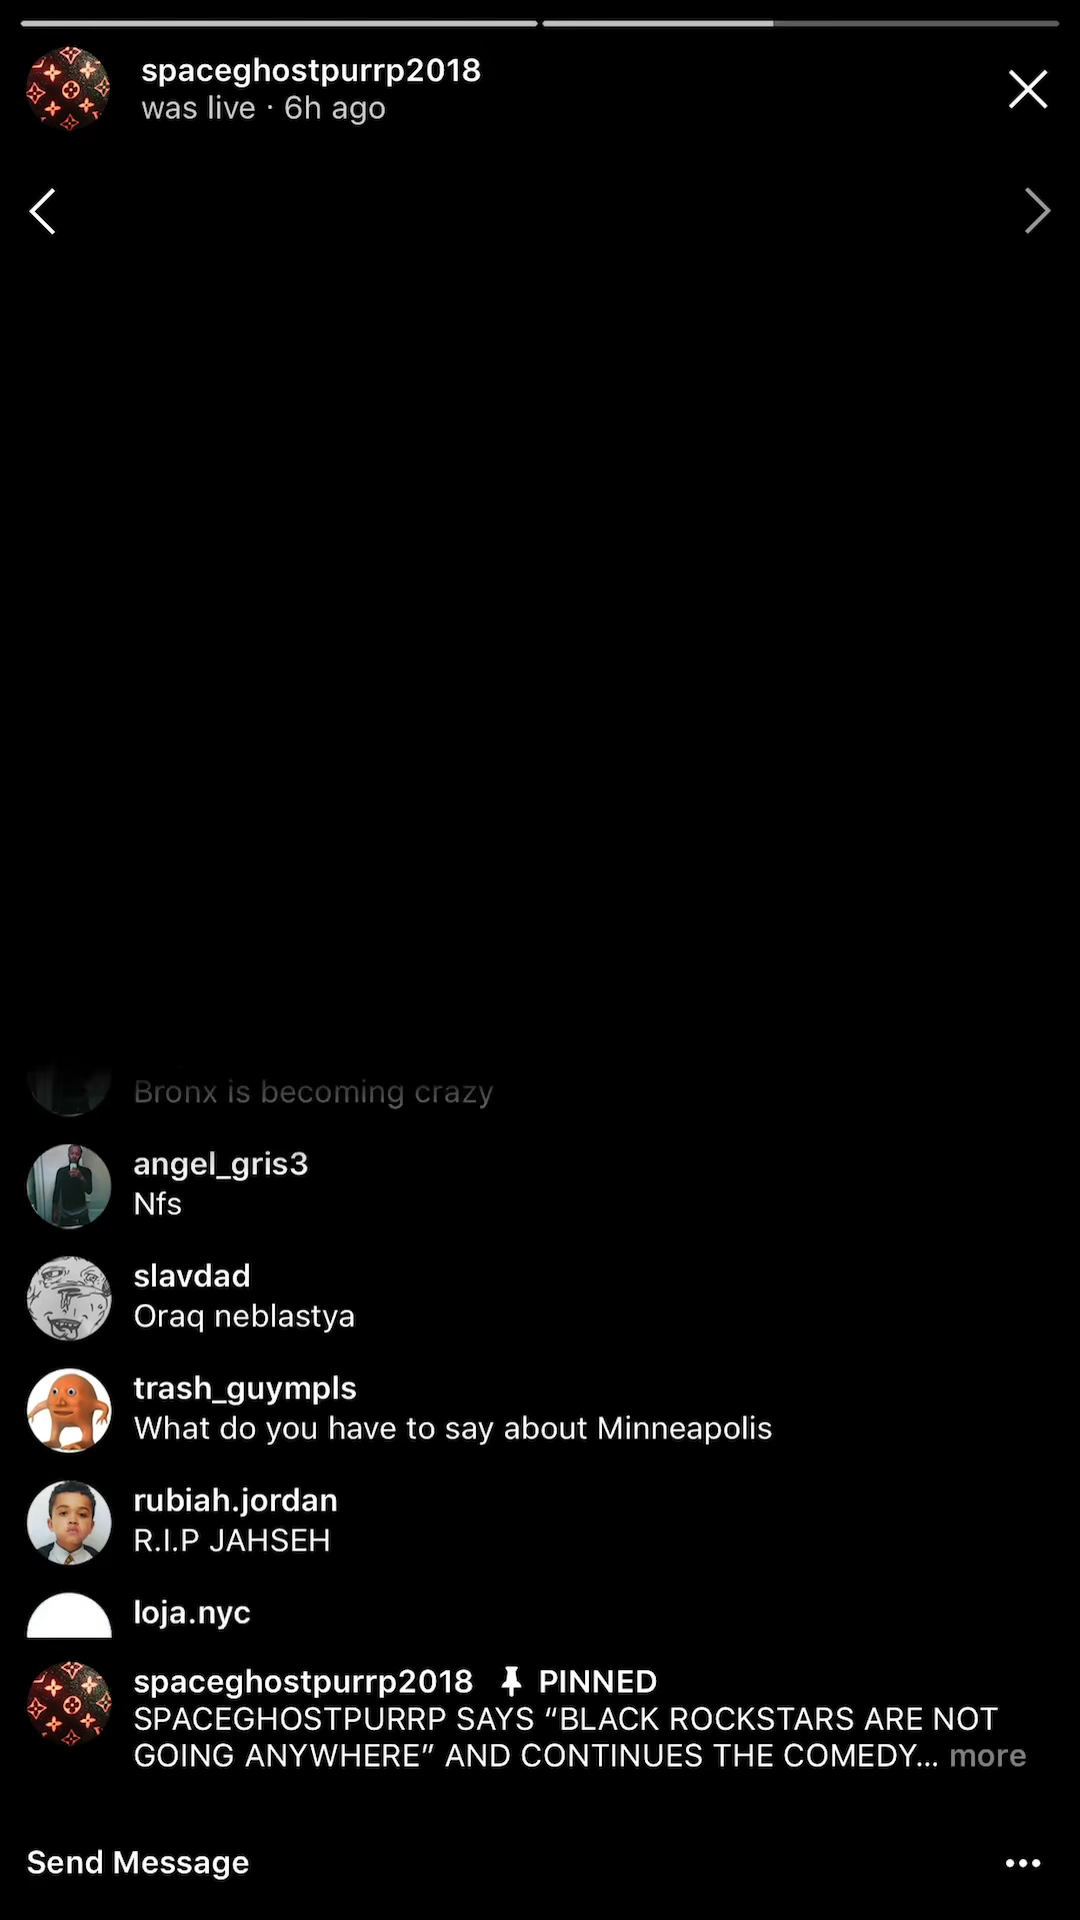 spaceghostpurrp2018
was live · 6h ago
Bronx is becoming crazy
angel_gris3
Nfs
slavdad
Oraq neblastya
trash_guympls
What do you have to say about Minneapolis
rubiah.jordan
R.I.P JAHSEH
loja.nyc
spaceghostpurrp2018 PINNED
SPACEGHOSTPURRP SAYS “BLACK ROCKSTARS ARE NOT
GOING ANYWHERE” AND CONTINUES THE COMEDY... more
Send Message